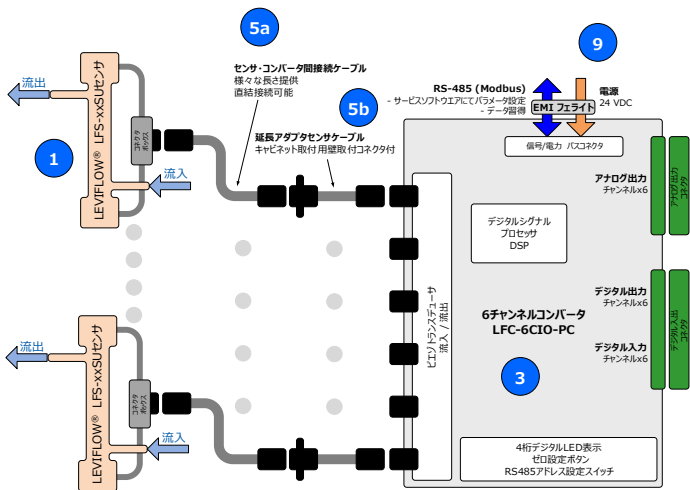 5a
9
流出
センサ・コンバータ間接続ケーブル
様々な長さ提供
直結接続可能
RS-485 (Modbus)
- サービスソフトウエアにてパラメータ設定
- データ習得
電源
24 VDC
EMI フェライト
5b
1
LEVIFLOW® LFS-xxSUセンサ
コネクタ
ボックス
延長アダプタセンサケーブル
キャビネット取付用壁取付コネクタ付
信号/電力 バスコネクタ
流入
アナログ出力
チャンネルx6
アナログ出力
コネクタ
デジタルシグナル
プロセッサ
DSP
ピエゾトランスデューサ
流入 / 流出
デジタル出力
チャンネルx6
6チャンネルコンバータ
LFC-6CIO-PC
デジタル入出
コネクタ
デジタル入力
チャンネルx6
3
流出
LEVIFLOW® LFS-xxSUセンサ
コネクタ
ボックス
流入
4桁デジタルLED表示
ゼロ設定ボタン
RS485アドレス設定スイッチ